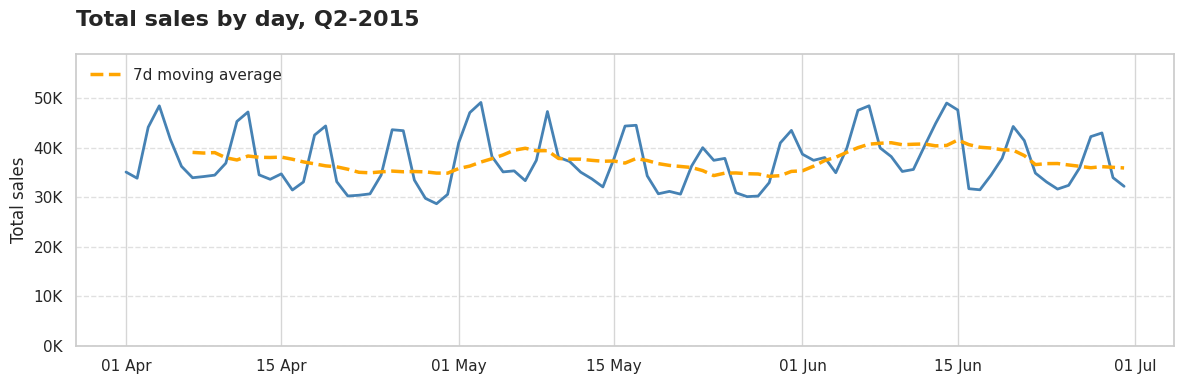 Total sales by day, Q2-2015
7d moving average
Total sales
50K
40K
30K
20K
10K
0K
01 Apr
15 Apr
01 May
15 May
01 Jun
15 Jun
01 Jul